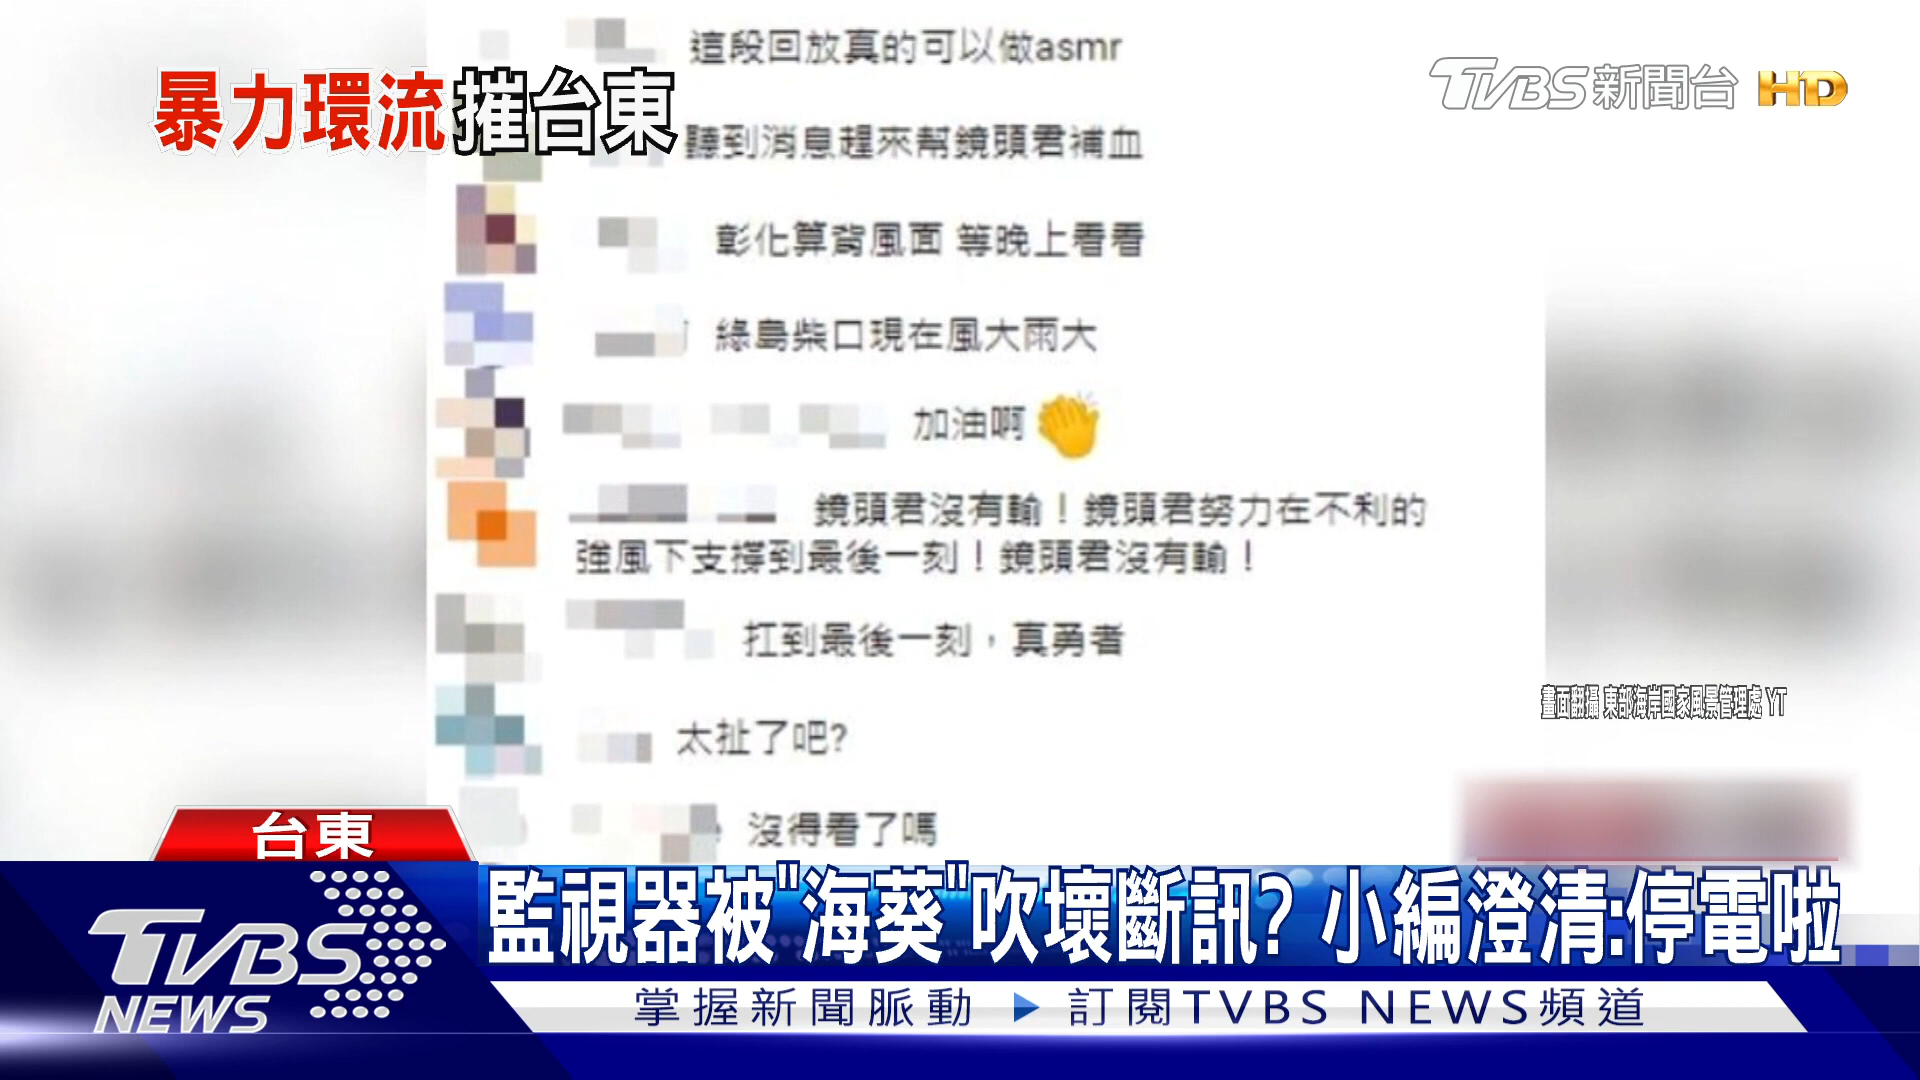 這段回放真的可以做asmr
TVBS新聞台 HD
暴力環流摧台東
聽到消息趕來幫鏡頭君補血
彰化算背風面 等晚上看看
綠島柴口現在風大雨大
加油啊
鏡頭君沒有輸！鏡頭君努力在不利的
強風下支撐到最後一刻！鏡頭君沒有輸！
扛到最後一刻，真勇者
畫面翻攝 東部海岸國家風景管理處 YT
太扯了吧?
沒得看了嗎
台東
監視器被"海葵"吹壞斷訊? 小編澄清:停電啦
TVBS
NEWS
掌握新聞脈動 訂閱TVBS NEWS頻道